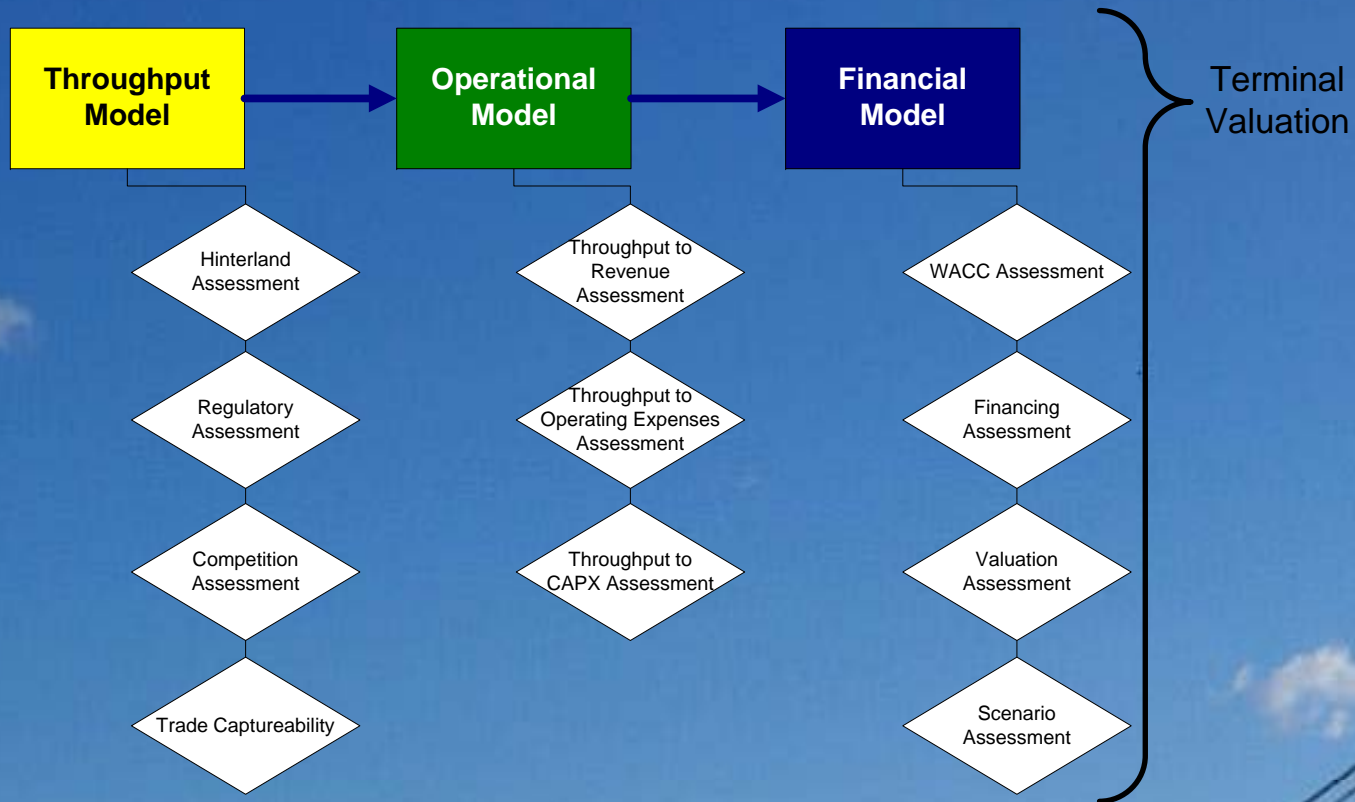 Throughput
Model
Operational
Model
Financial
Model
Terminal
Valuation
Hinterland
Assessment
Throughput to
Revenue
Assessment
WACC Assessment
Regulatory
Assessment
Throughput to
Operating Expenses
Assessment
Financing
Assessment
Competition
Assessment
Throughput to
CAPX Assessment
Valuation
Assessment
Trade Captureability
Scenario
Assessment